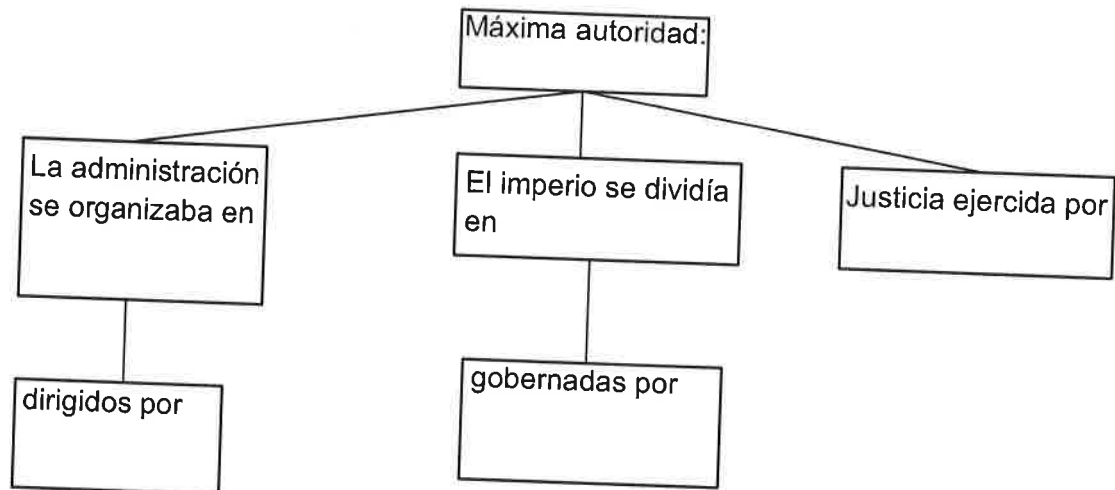 Máxima autoridad:
La administración
se organizaba en
El imperio se dividía
en
Justicia ejercida por
dirigidos por
gobernadas por